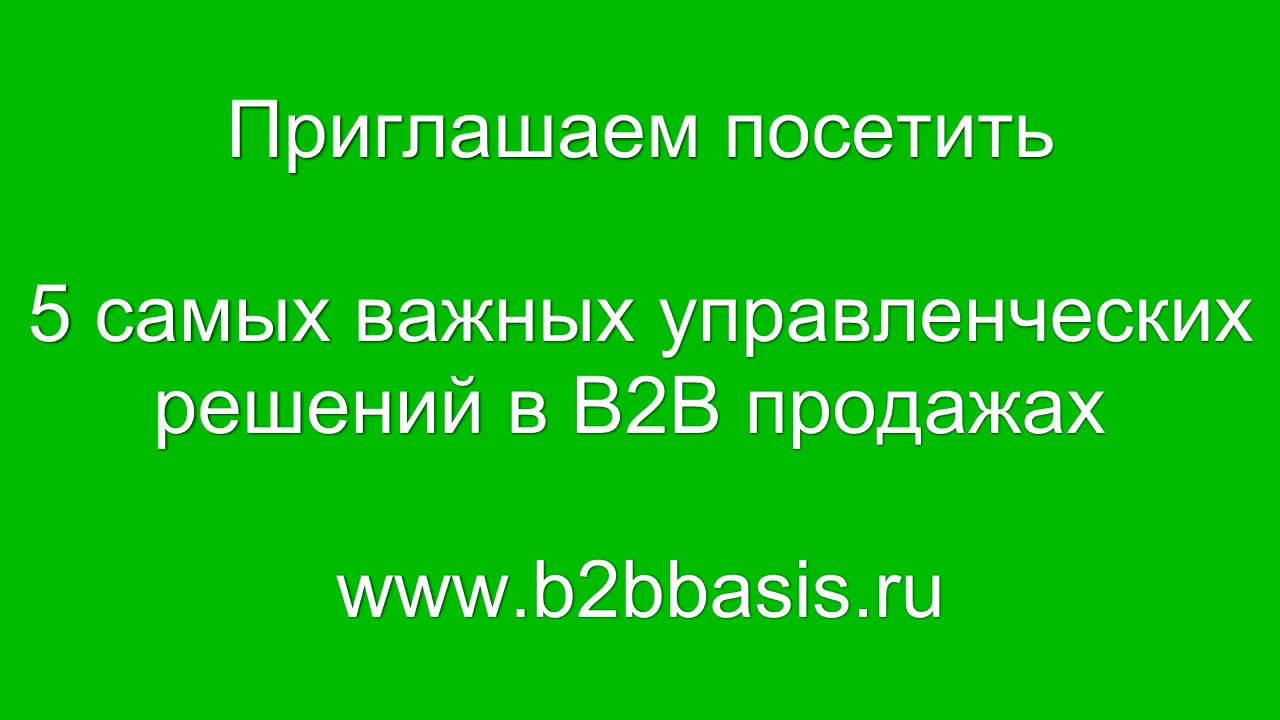 Приглашаем посетить
5 самых важных управленческих
решений в B2B продажах
www.b2bbasis.ru